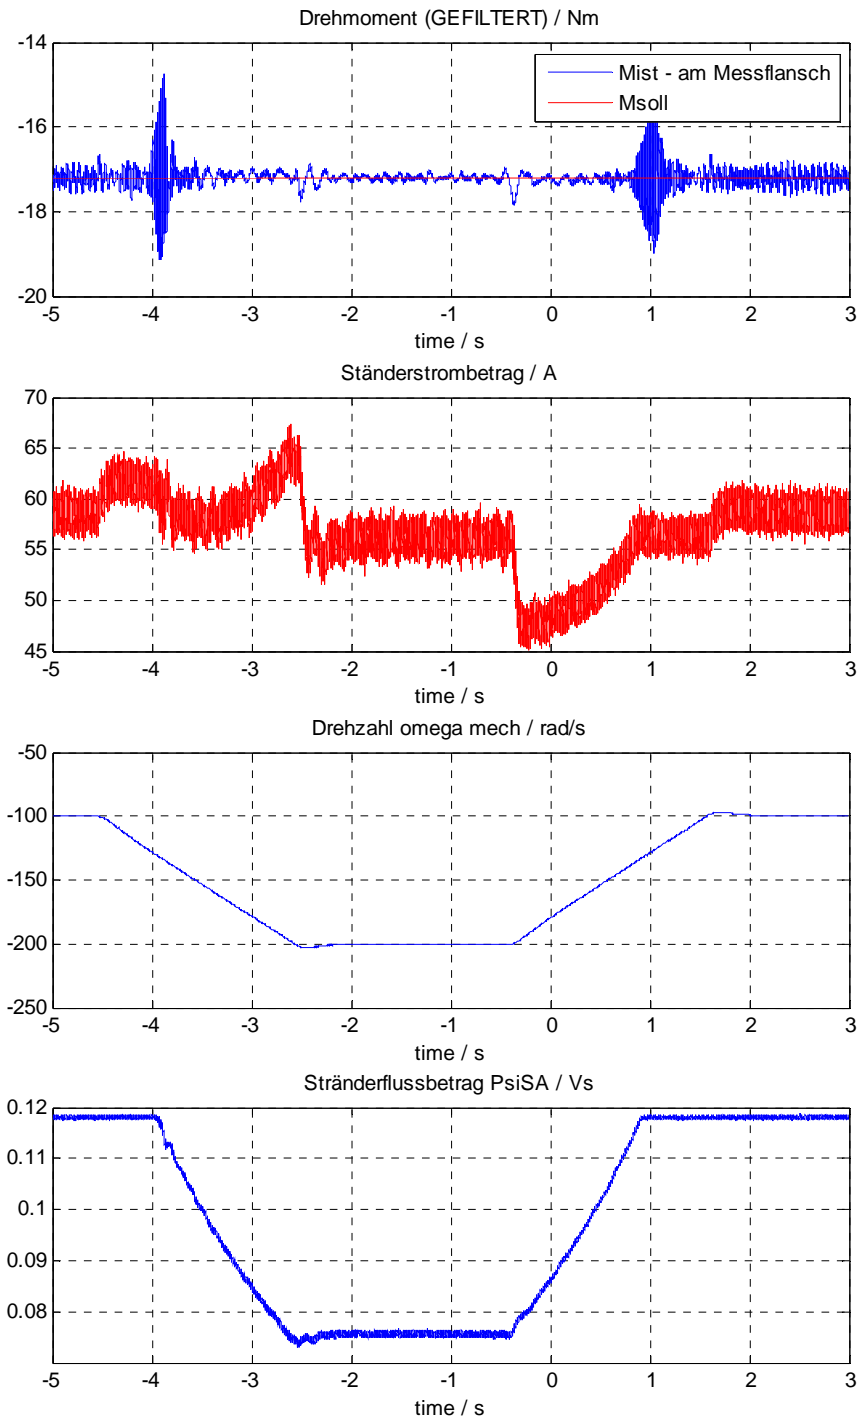 Drehmoment (GEFILTERT) / Nm
-14
-16
-18
-20
Mist - am Messflansch
Msoll
-5 -4 -3 -2 -1 0 1 2 3
time / s
Ständerstrombetrag / A
70
65
60
55
50
45
-5 -4 -3 -2 -1 0 1 2 3
time / s
Drehzahl omega mech / rad/s
-50
-100
-150
-200
-250
-5 -4 -3 -2 -1 0 1 2 3
time / s
Stränderflussbetrag PsiSA / Vs
0.12
0.11
0.1
0.09
0.08
-5 -4 -3 -2 -1 0 1 2 3
time / s